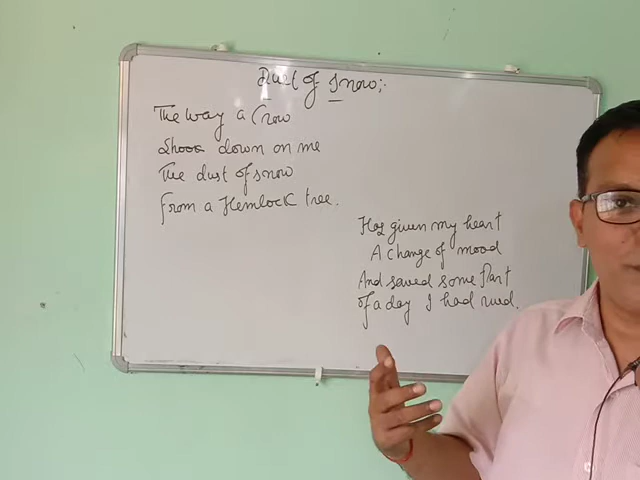 Dust of Snow;-
The way a Crow
Shook down on me
The dust of snow
From a Hemlock tree.
Has given my heart
A change of mood
And saved some Part
of a day I had rued.